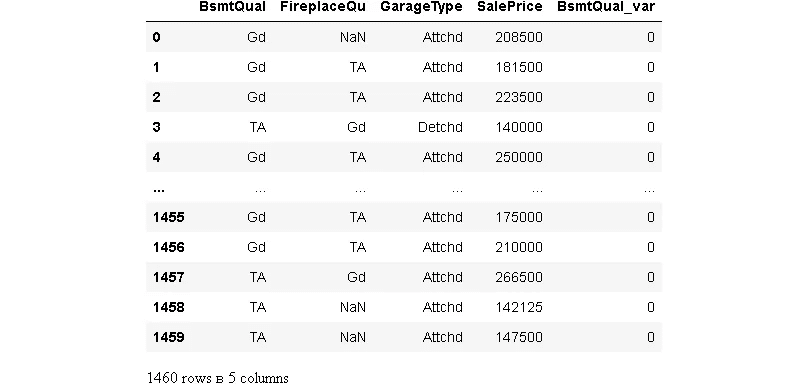 BsmtQual FireplaceQu GarageType SalePrice BsmtQual_var
0 Gd NaN Attchd 208500 0
1 Gd TA Attchd 181500 0
2 Gd TA Attchd 223500 0
3 TA Gd Detchd 140000 0
4 Gd TA Attchd 250000 0
... ... ... ... ... ...
1455 Gd TA Attchd 175000 0
1456 Gd TA Attchd 210000 0
1457 TA Gd Attchd 266500 0
1458 TA NaN Attchd 142125 0
1459 TA NaN Attchd 147500 0
1460 rows в 5 columns